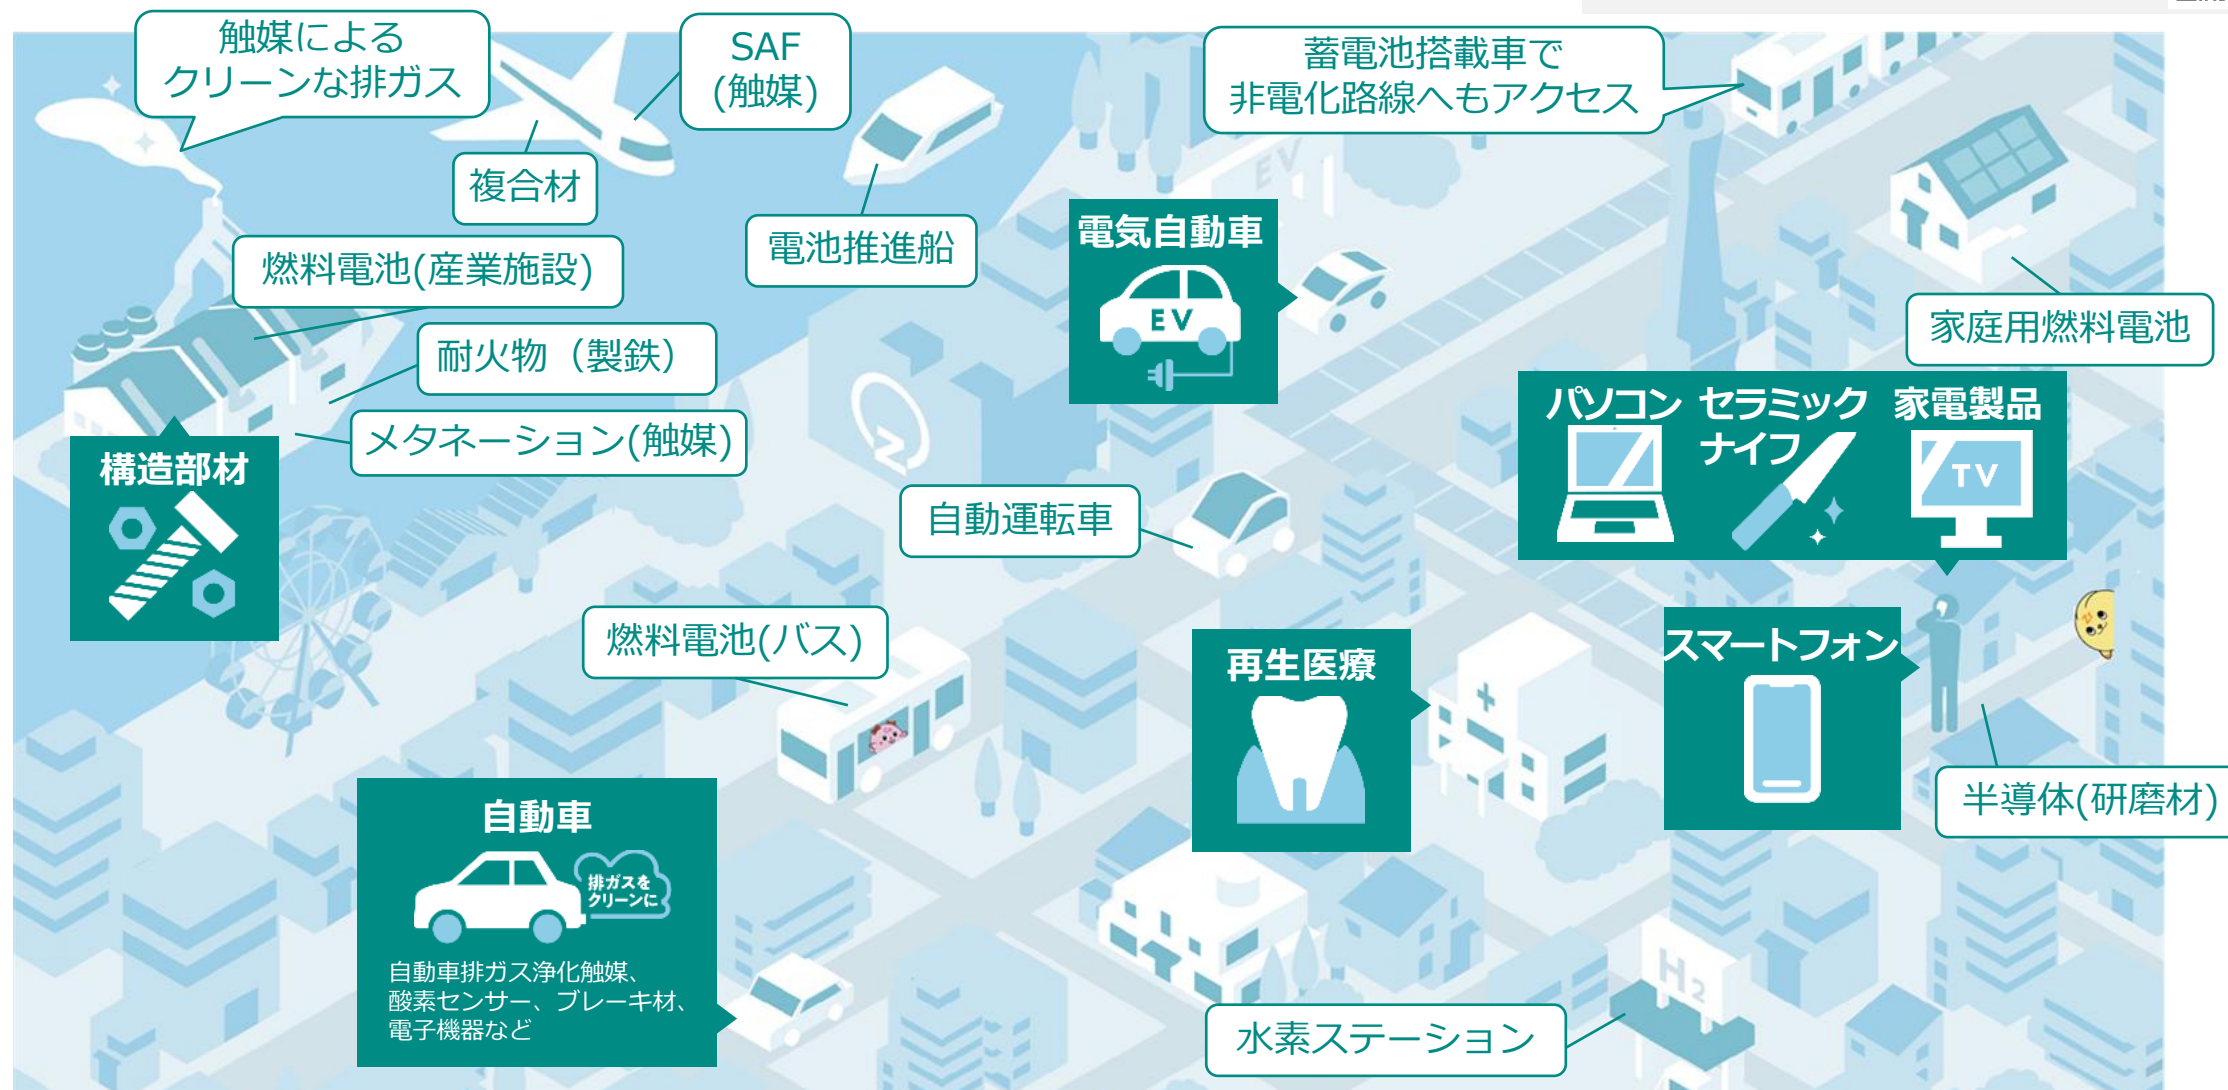 触媒による
クリーンな排ガス
SAF
(触媒)
蓄電池搭載車で
非電化路線へもアクセス
複合材
電池推進船
燃料電池(産業施設)
耐火物（製鉄）
メタネーション(触媒)
構造部材
電気自動車
EV
EV
家庭用燃料電池
パソコン
セラミック
ナイフ
家電製品
TV
自動運転車
燃料電池(バス)
再生医療
スマートフォン
半導体(研磨材)
自動車
排ガスを
クリーンに
自動車排ガス浄化触媒、
酸素センサー、ブレーキ材、
電子機器など
水素ステーション
H2